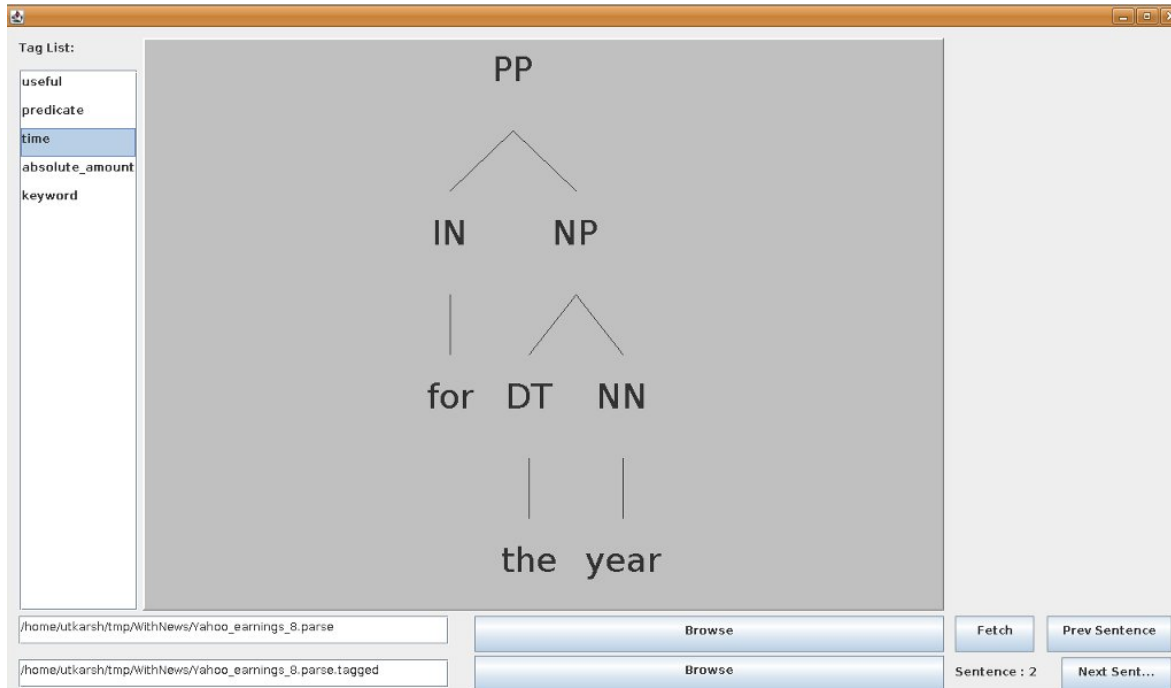 Tag List:
useful
predicate
time
absolute_amount
keyword
PP
IN NP
for DT NN
the year
/home/utkarsh/tmp/WithNews/Yahoo_earnings_8.parse
Browse
Fetch
Prev Sentence
/home/utkarsh/tmp/WithNews/Yahoo_earnings_8.parse.tagged
Browse
Sentence : 2
Next Sent...